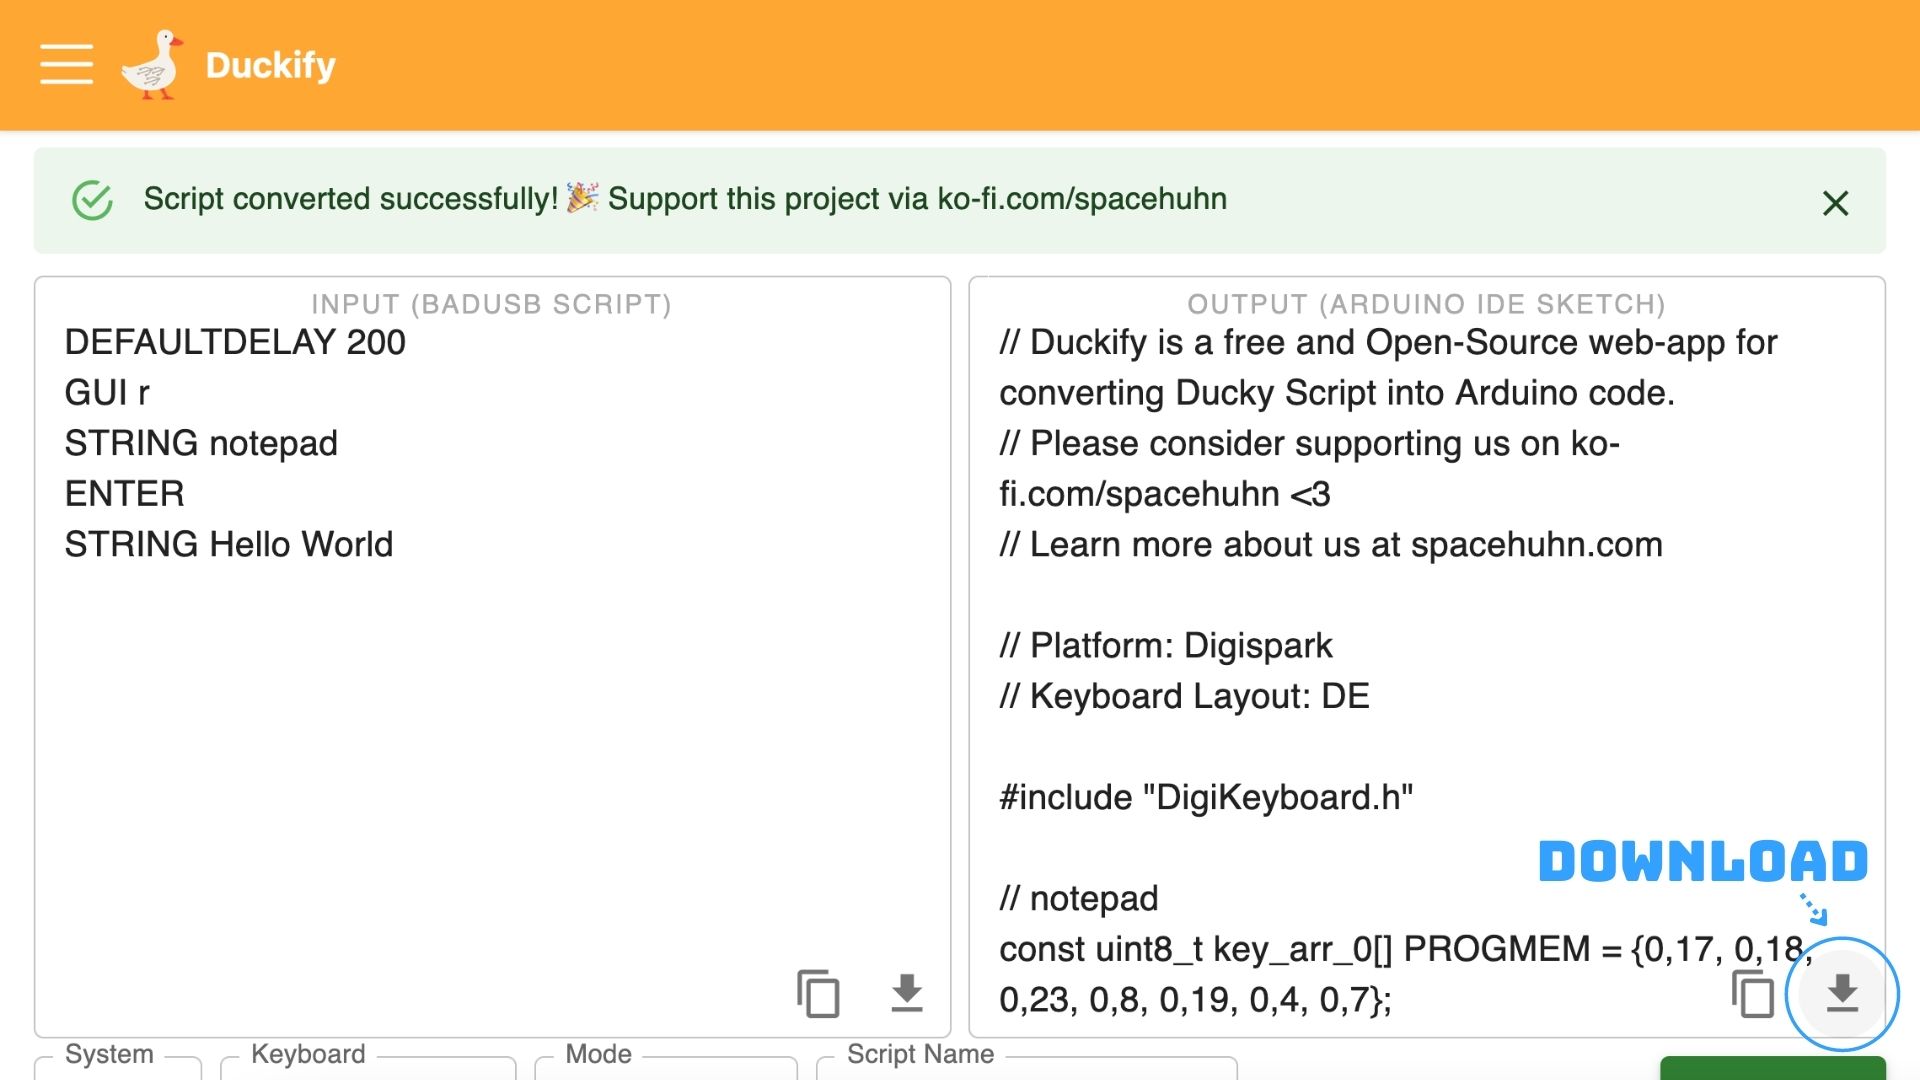 Duckify
Script converted successfully! 🎉 Support this project via ko-fi.com/spacehuhn
INPUT (BADUSB SCRIPT)
DEFAULTDELAY 200
GUI r
STRING notepad
ENTER
STRING Hello World
OUTPUT (ARDUINO IDE SKETCH)
// Duckify is a free and Open-Source web-app for
converting Ducky Script into Arduino code.
// Please consider supporting us on ko-
fi.com/spacehuhn <3
// Learn more about us at spacehuhn.com
// Platform: Digispark
// Keyboard Layout: DE
#include "DigiKeyboard.h"
DOWNLOAD
// notepad
const uint8_t key_arr_0[] PROGMEM = {0,17, 0,18,
0,23, 0,8, 0,19, 0,4, 0,7};
System
Keyboard
Mode
Script Name